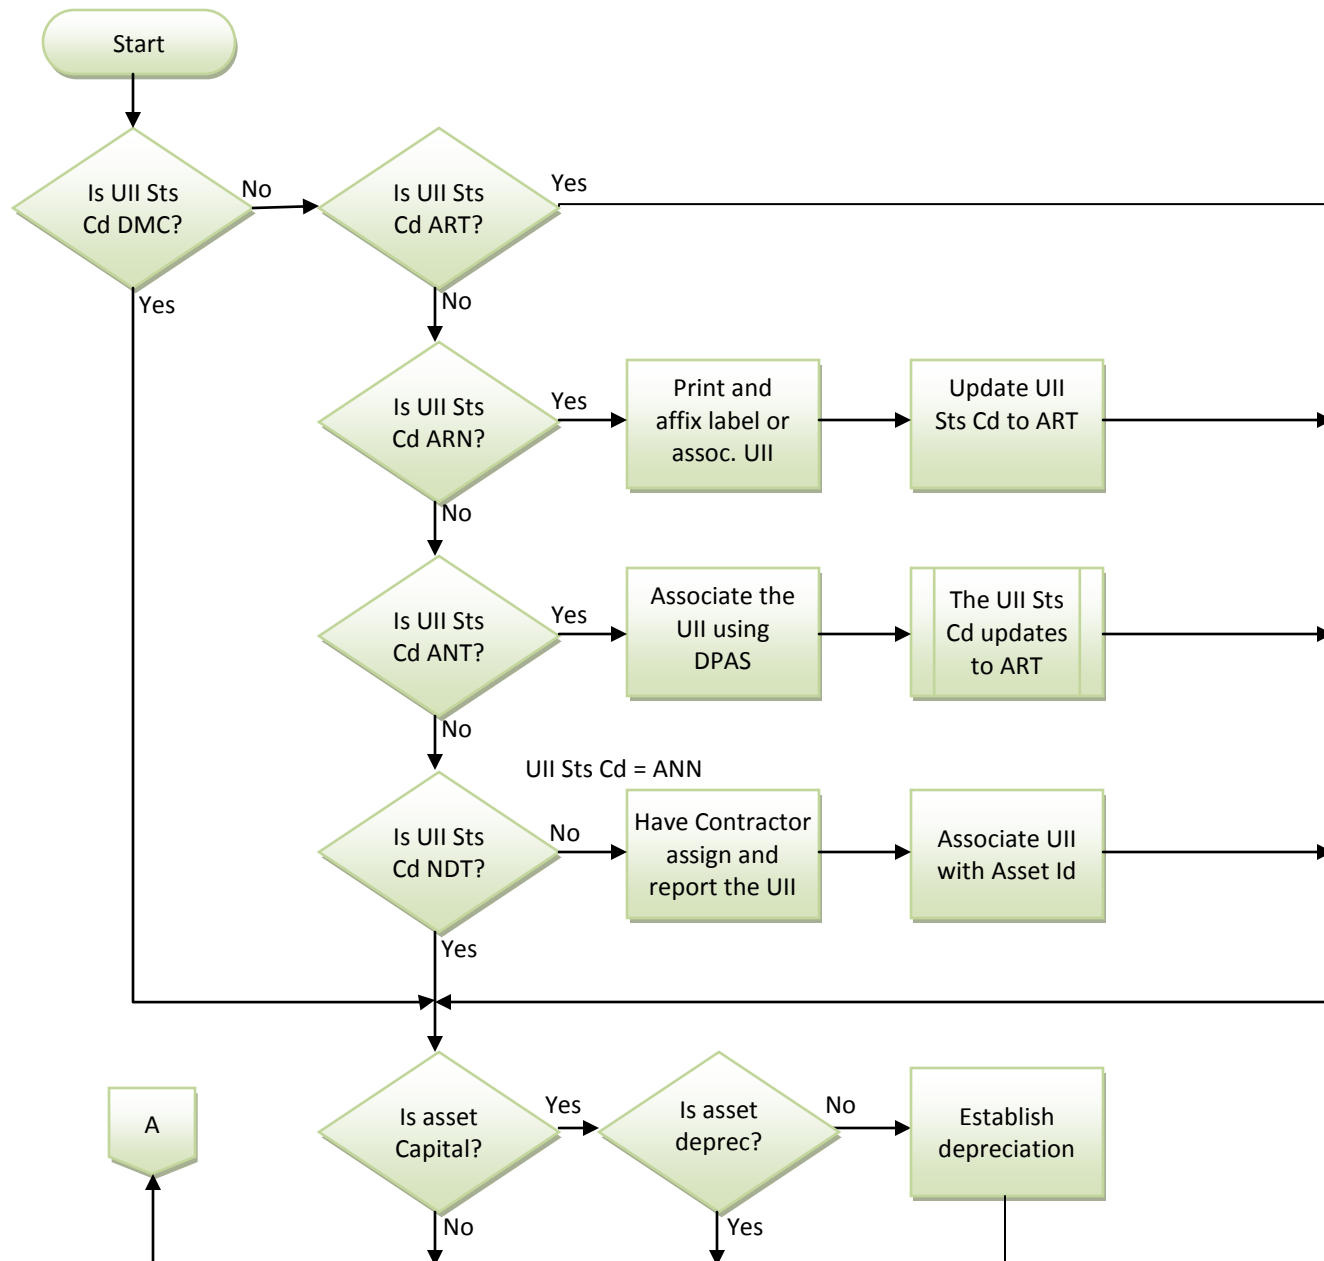 Start
Is UII Sts
Cd DMC?
No
Is UII Sts
Cd ART?
Yes
Yes
No
Is UII Sts
Cd ARN?
Yes
Print and
affix label or
assoc. UII
Update UII
Sts Cd to ART
No
Is UII Sts
Cd ANT?
Yes
Associate the
UII using
DPAS
The UII Sts
Cd updates
to ART
No
UII Sts Cd = ANN
Is UII Sts
Cd NDT?
No
Have Contractor
assign and
report the UII
Associate UII
with Asset Id
Yes
A
Is asset
Capital?
Yes
Is asset
deprec?
No
Establish
depreciation
No
Yes